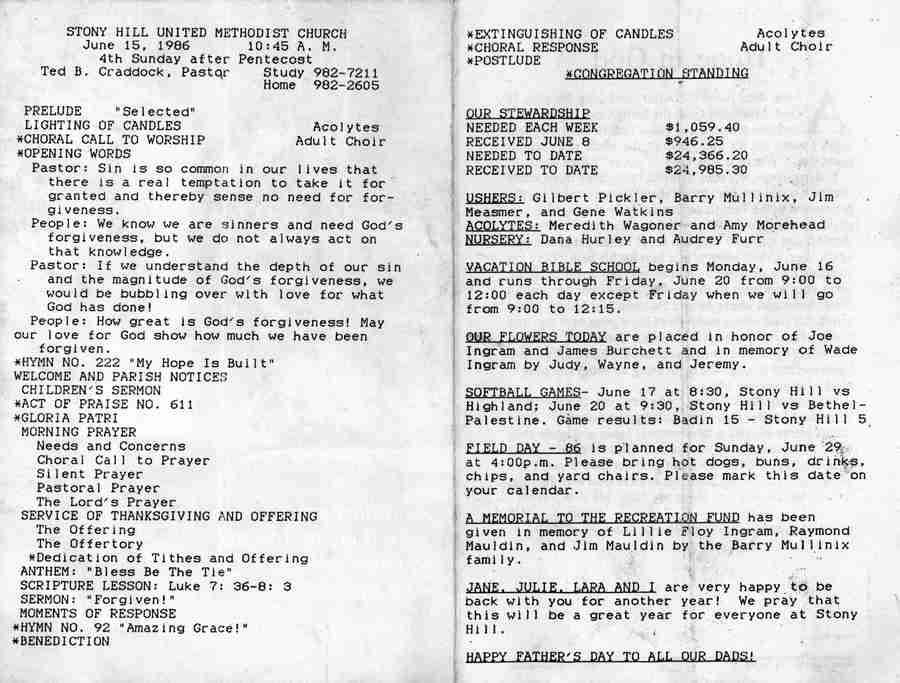 STONY HILL UNITED METHODIST CHURCH
June 15, 1986 10:45 A. M.
4th Sunday after Pentecost
Ted B. Craddock, Pastor Study 982-7211
Home 982-2605
PRELUDE "Selected"
LIGHTING OF CANDLES Acolytes
*CHORAL CALL TO WORSHIP Adult Choir
*OPENING WORDS
Pastor: Sin is so common in our lives that
there is a real temptation to take it for
granted and thereby sense no need for for-
giveness.
People: We know we are sinners and need God's
forgiveness, but we do not always act on
that knowledge.
Pastor: If we understand the depth of our sin
and the magnitude of God's forgiveness, we
would be bubbling over with love for what
God has done!
People: How great is God's forgiveness! May
our love for God show how much we have been
forgiven.
*HYMN NO. 222 "My Hope Is Built"
WELCOME AND PARISH NOTICES
CHILDREN'S SERMON
*ACT OF PRAISE NO. 611
*GLORIA PATRI
MORNING PRAYER
Needs and Concerns
Choral Call to Prayer
Silent Prayer
Pastoral Prayer
The Lord's Prayer
SERVICE OF THANKSGIVING AND OFFERING
The Offering
The Offertory
*Dedication of Tithes and Offering
ANTHEM: "Bless Be The Tie"
SCRIPTURE LESSON: Luke 7: 36-8: 3
SERMON: "Forgiven!"
MOMENTS OF RESPONSE
*HYMN NO. 92 "Amazing Grace!"
*BENEDICTION
*EXTINGUISHING OF CANDLES Acolytes
*CHORAL RESPONSE Adult Choir
*POSTLUDE
*CONGREGATION STANDING
OUR STEWARDSHIP
NEEDED EACH WEEK $1,059.40
RECEIVED JUNE 8 $946.25
NEEDED TO DATE $24,366.20
RECEIVED TO DATE $24,985.30
USHERS: Gilbert Pickler, Barry Mullinix, Jim
Measmer, and Gene Watkins
ACOLYTES: Meredith Wagoner and Amy Morehead
NURSERY: Dana Hurley and Audrey Furr
VACATION BIBLE SCHOOL begins Monday, June 16
and runs through Friday, June 20 from 9:00 to
12:00 each day except Friday when we will go
from 9:00 to 12:15.
OUR FLOWERS TODAY are placed in honor of Joe
Ingram and James Burchett and in memory of Wade
Ingram by Judy, Wayne, and Jeremy.
SOFTBALL GAMES- June 17 at 8:30, Stony Hill vs
Highland; June 20 at 9:30, Stony Hill vs Bethel-
Palestine. Game results: Badin 15 - Stony Hill 5
FIELD DAY - 86 is planned for Sunday, June 29
at 4:00p.m. Please bring hot dogs, buns, drinks,
chips, and yard chairs. Please mark this date on
your calendar.
A MEMORIAL TO THE RECREATION FUND has been
given in memory of Lillie Floy Ingram, Raymond
Mauldin, and Jim Mauldin by the Barry Mullinix
family.
JANE, JULIE, LARA AND I are very happy to be
back with you for another year! We pray that
this will be a great year for everyone at Stony
Hill.
HAPPY FATHER'S DAY TO ALL OUR DADS!